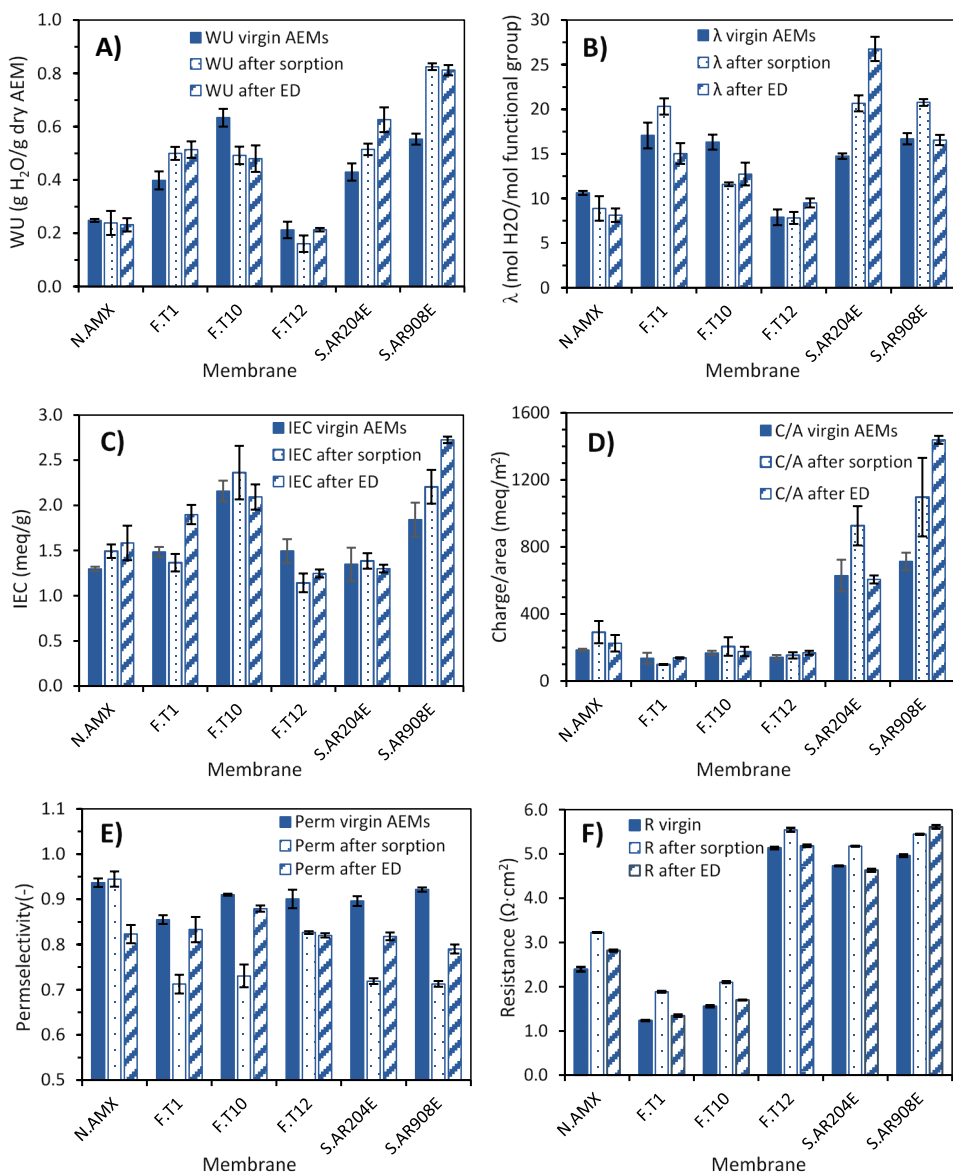 A)
WU virgin AEMs
WU after sorption
WU after ED
WU (g H2O/g dry AEM)
1.0
0.8
0.6
0.4
0.2
0.0
N.AMX
F.T1
F.T10
F.T12
S.AR204E
S.AR908E
Membrane
B)
λ virgin AEMs
λ after sorption
λ after ED
λ (mol H2O/mol functional group)
30
25
20
15
10
5
0
N.AMX
F.T1
F.T10
F.T12
S.AR204E
S.AR908E
Membrane
C)
IEC virgin AEMs
IEC after sorption
IEC after ED
IEC (meq/g)
3.0
2.5
2.0
1.5
1.0
0.5
0.0
N.AMX
F.T1
F.T10
F.T12
S.AR204E
S.AR908E
Membrane
D)
C/A virgin AEMs
C/A after sorption
C/A after ED
Charge/area (meq/m²)
1600
1200
800
400
0
N.AMX
F.T1
F.T10
F.T12
S.AR204E
S.AR908E
Membrane
E)
Perm virgin AEMs
Perm after sorption
Perm after ED
Permselectivity(-)
1.1
1.0
0.9
0.8
0.7
0.6
0.5
N.AMX
F.T1
F.T10
F.T12
S.AR204E
S.AR908E
Membrane
F)
R virgin
R after sorption
R after ED
Resistance (Ω·cm²)
6.0
5.0
4.0
3.0
2.0
1.0
0.0
N.AMX
F.T1
F.T10
F.T12
S.AR204E
S.AR908E
Membrane